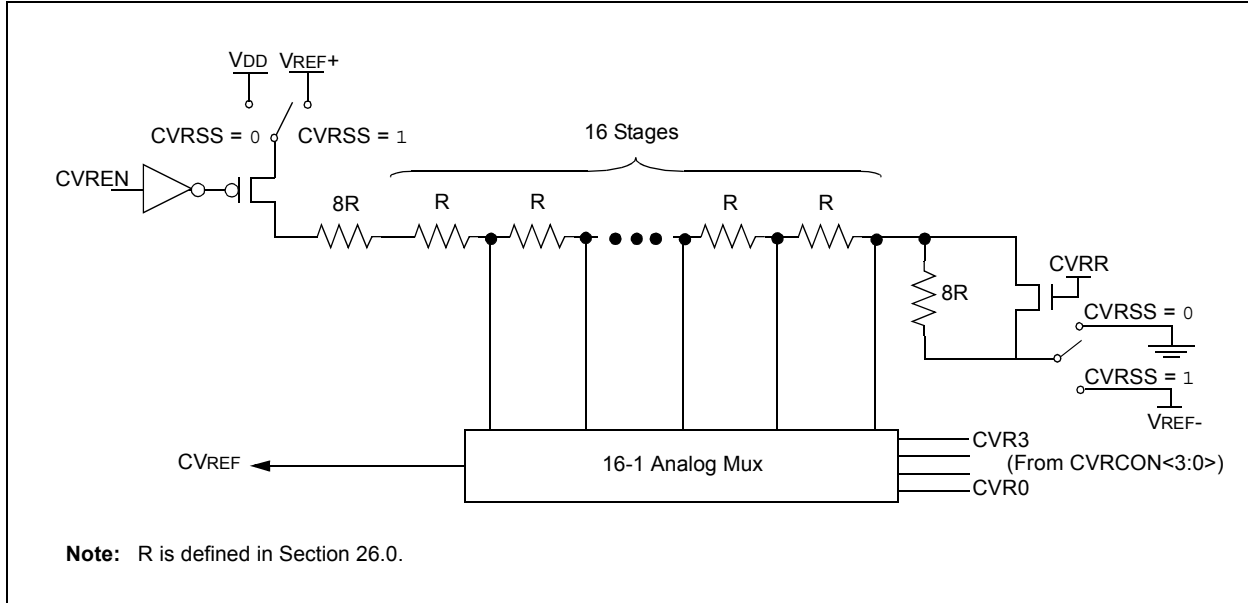 VDD VREF+
CVRSS = 0 CVRSS = 1
16 Stages
CVREN
8R R R R R
CVRR
8R
CVRSS = 0
CVRSS = 1
VREF-
CVREF
16-1 Analog Mux
CVR3
(From CVRCON<3:0>)
CVR0
Note: R is defined in Section 26.0.